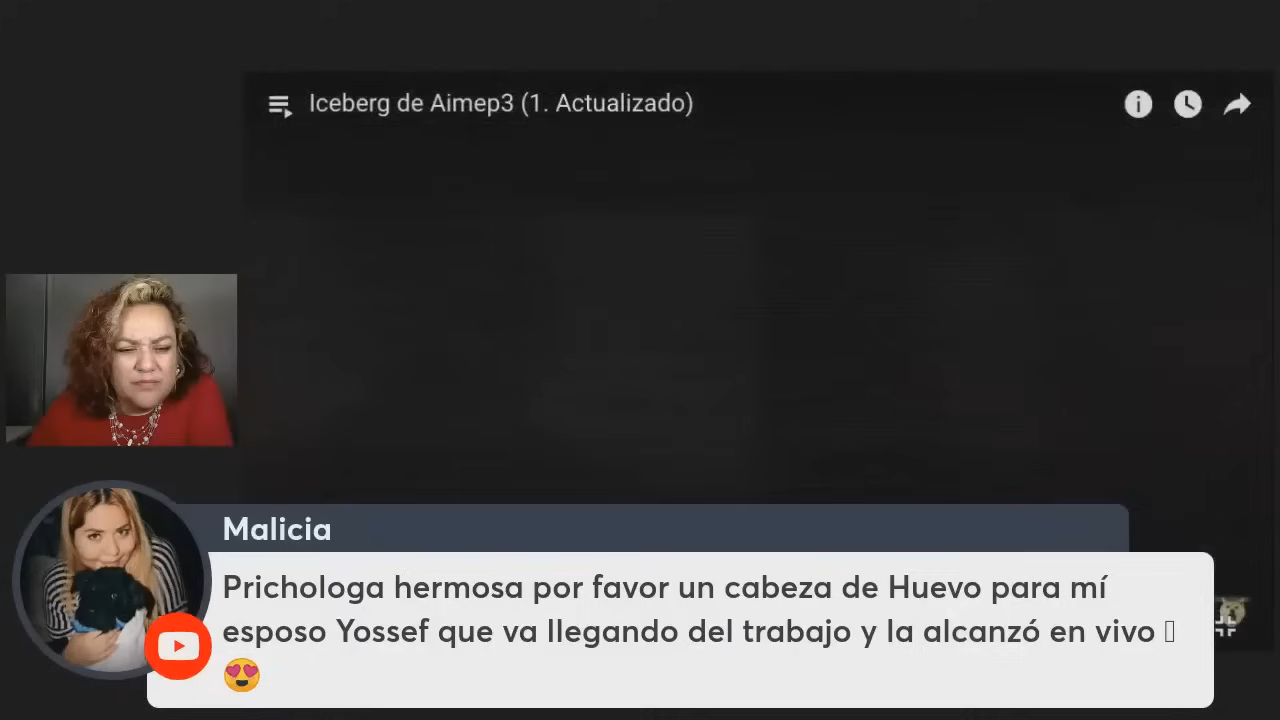 Iceberg de Aimep3 (1. Actualizado)
Malicia
Prichologa hermosa por favor un cabeza de Huevo para mí
esposo Yossef que va llegando del trabajo y la alcanzó en vivo